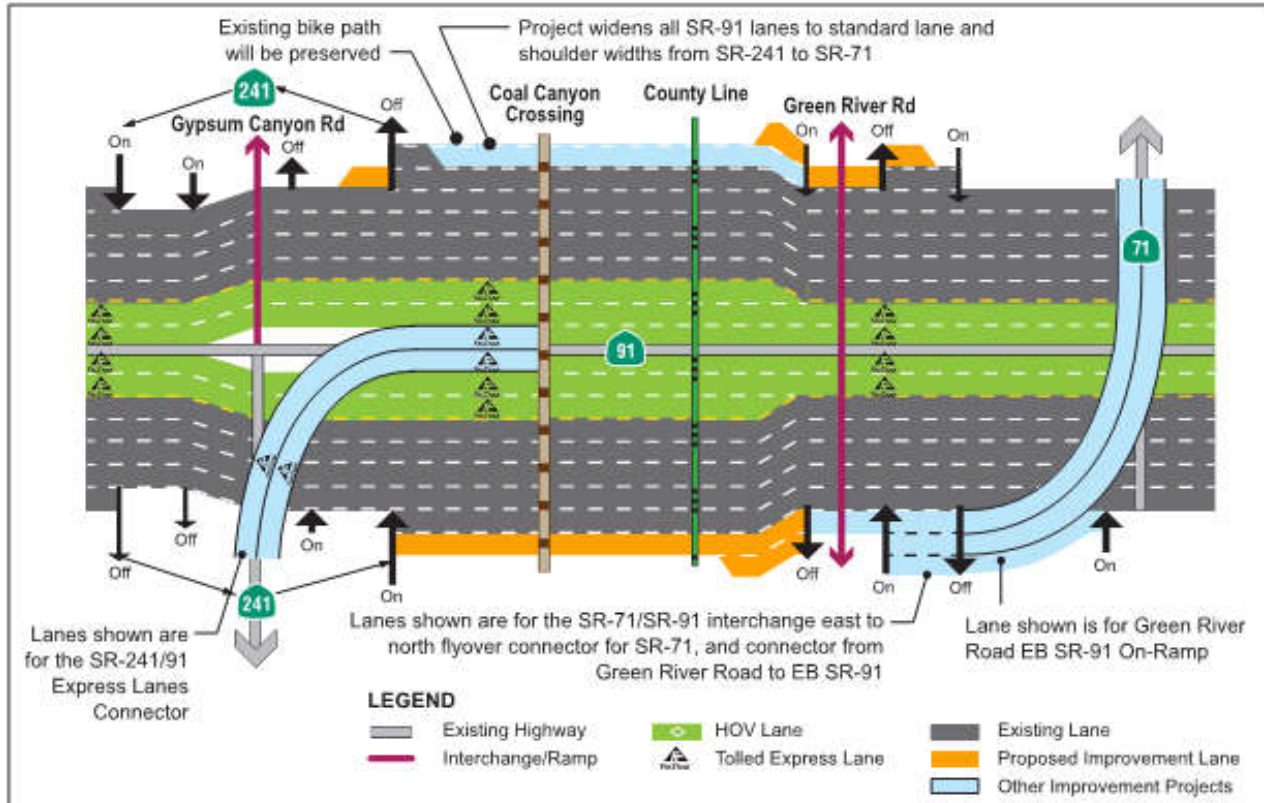 Existing bike path
will be preserved
Project widens all SR-91 lanes to standard lane and
shoulder widths from SR-241 to SR-71
241
Gypsum Canyon Rd
Off
Coal Canyon
Crossing
County Line
Green River Rd
On
On
Off
On
Off
On
71
91
Off
Off
On
241
On
Off
On
Off
On
Lanes shown are
for the SR-241/91
Express Lanes
Connector
Lanes shown are for the SR-71/SR-91 interchange east to
north flyover connector for SR-71, and connector from
Green River Road to EB SR-91
Lane shown is for Green River
Road EB SR-91 On-Ramp
LEGEND
Existing Highway
Interchange/Ramp
HOV Lane
Tolled Express Lane
Existing Lane
Proposed Improvement Lane
Other Improvement Projects